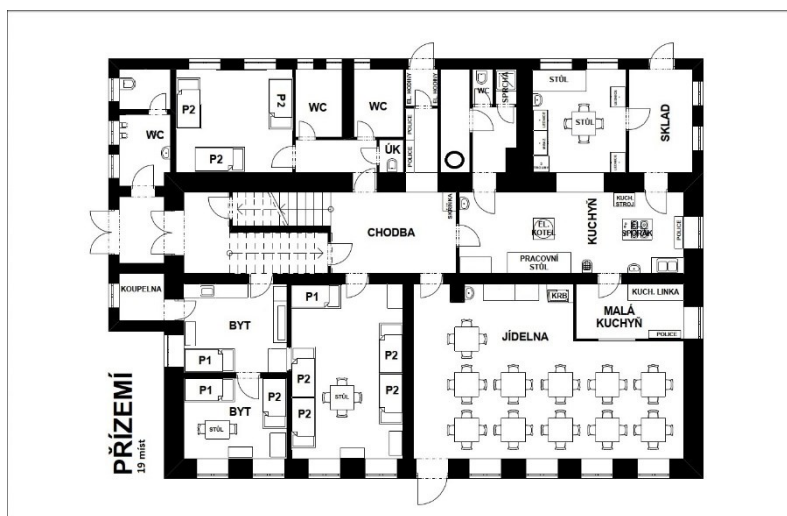 STŮL
P2
P2
WC
WC
EL. HODINY
EL. HODINY
WC
SPRCHA
SKLAD
WC
P2
POLICE
POLICE
ÚK
STŮL
CHODBA
SKŘÍŇKA
KUCHYŇ
KUCH.
STROJ
EL.
KOTEL
SPORÁK
POLICE
PRACOVNÍ
STŮL
KOUPELNA
P1
KRB
KUCH. LINKA
BYT
JÍDELNA
MALÁ
KUCHYŇ
POLICE
P1
P2
P1
BYT
P2
P2
STŮL
P2
P2
STŮL
PŘÍZEMÍ
19 míst